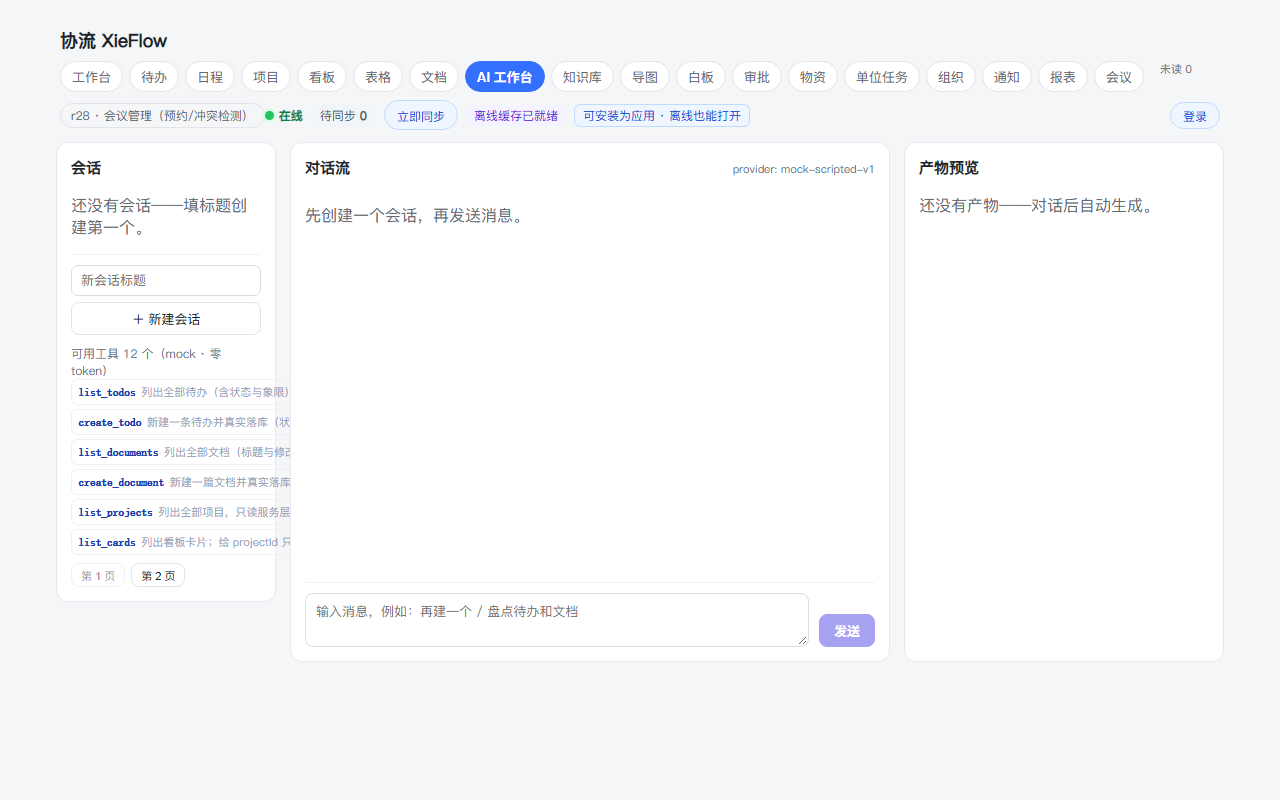 协流 XieFlow
工作台 待办 日程 项目 看板 表格 文档 AI 工作台 知识库 导图 白板 审批 物资 单位任务 组织 通知 报表 会议 未读 0
r28 · 会议管理（预约/冲突检测） 在线 待同步 0 立即同步 离线缓存已就绪 可安装为应用 · 离线也能打开 登录
会话
还没有会话——填标题创
建第一个。
新会话标题
＋ 新建会话
可用工具 12 个（mock · 零
token）
list_todos 列出全部待办（含状态与象限）
create_todo 新建一条待办并真实落库（状
list_documents 列出全部文档（标题与修改
create_document 新建一篇文档并真实落库
list_projects 列出全部项目，只读服务层
list_cards 列出看板卡片；给 projectId 只
第 1 页 第 2 页
对话流 provider: mock-scripted-v1
先创建一个会话，再发送消息。
输入消息，例如：再建一个 / 盘点待办和文档
发送
产物预览
还没有产物——对话后自动生成。